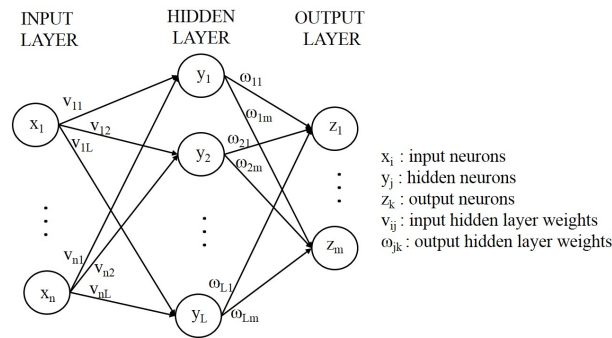 INPUT
LAYER
HIDDEN
LAYER
OUTPUT
LAYER
x₁
xₙ
v₁₁
v₁₂
v₁L
vₙ₁
vₙ₂
vₙL
y₁
y₂
yL
ω₁₁
ω₁ₘ
ω₂₁
ω₂ₘ
ωL₁
ωLₘ
z₁
zₘ
xᵢ : input neurons
yⱼ : hidden neurons
zₖ : output neurons
vᵢⱼ : input hidden layer weights
ωⱼₖ : output hidden layer weights